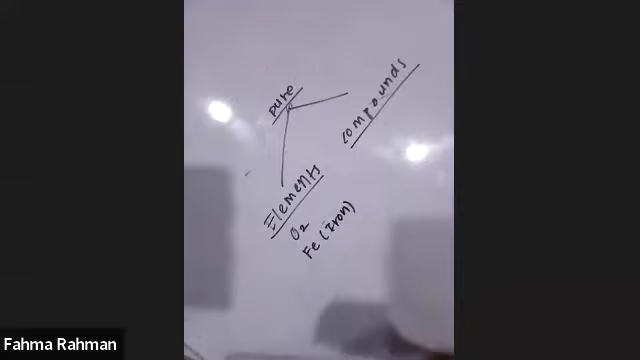 pure
compounds
Elements
O2
Fe (Iron)
Fahma Rahman